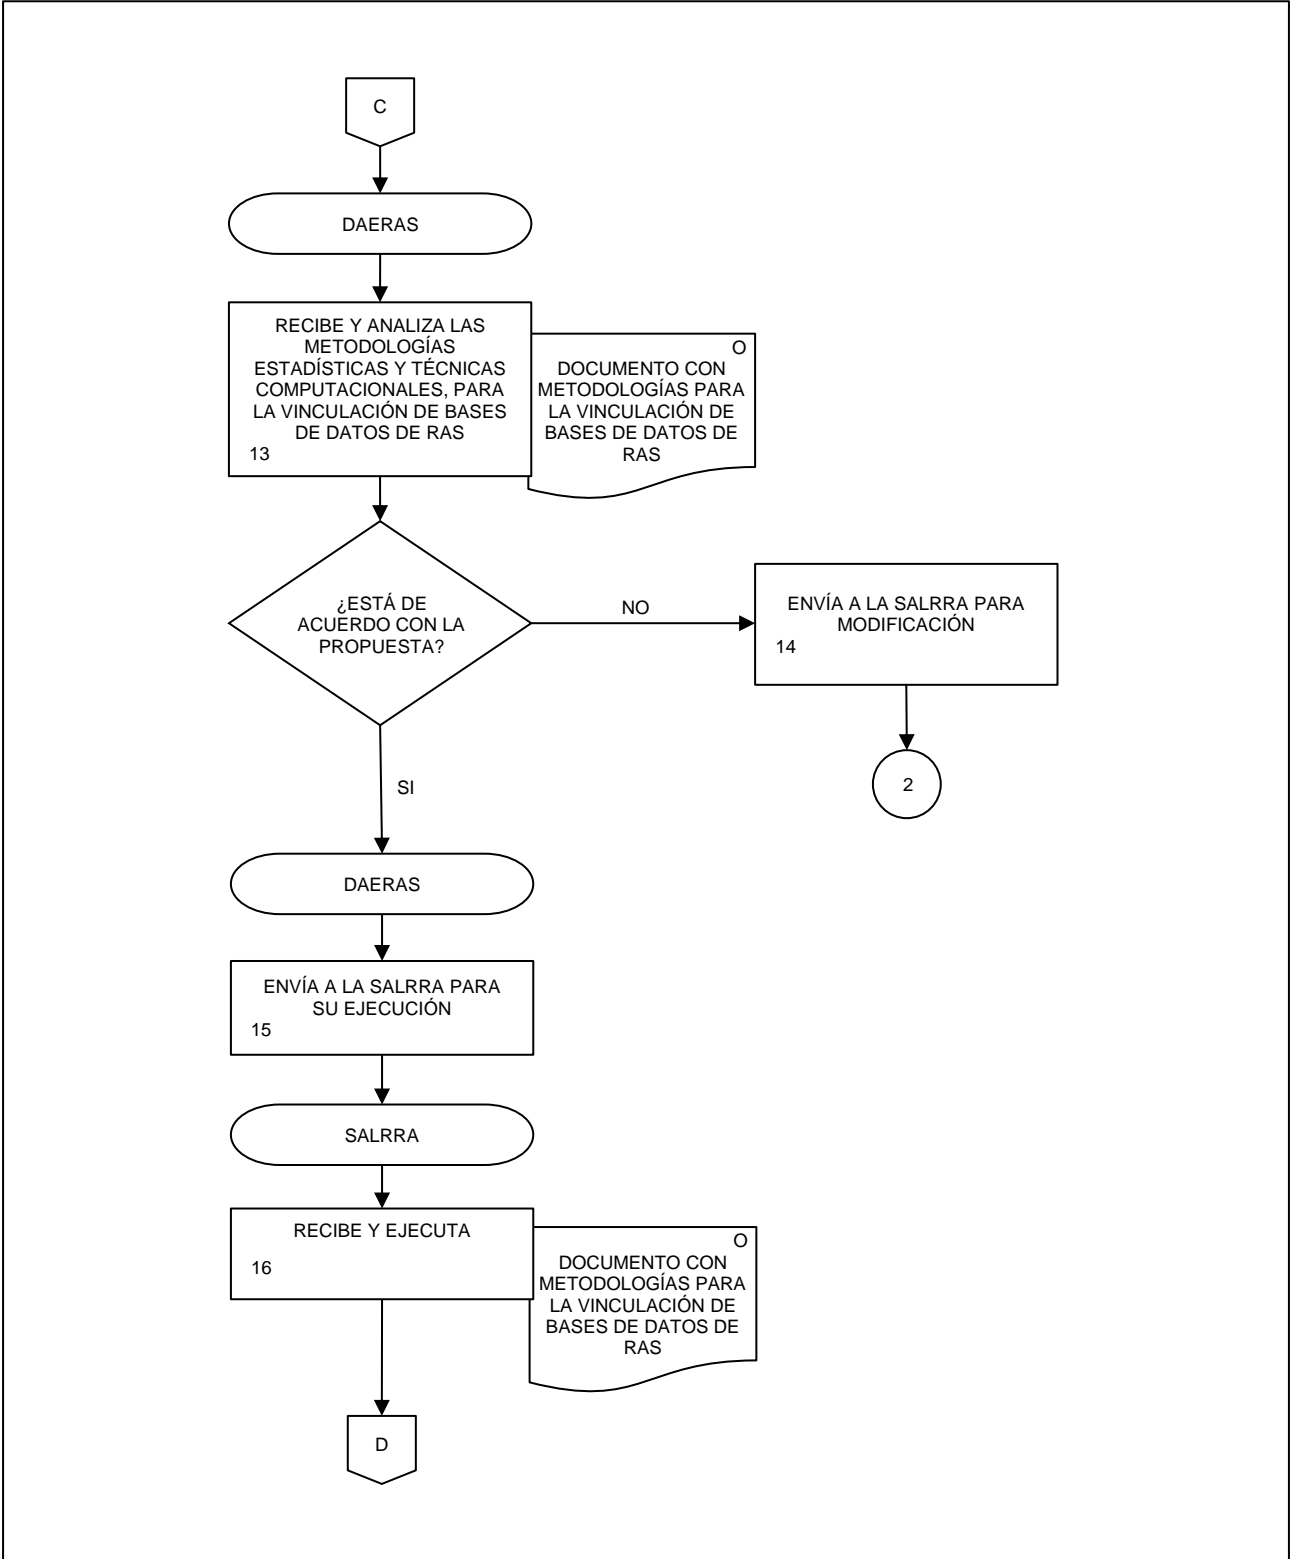 C
DAERAS
RECIBE Y ANALIZA LAS
METODOLOGÍAS
ESTADÍSTICAS Y TÉCNICAS
COMPUTACIONALES, PARA
LA VINCULACIÓN DE BASES
DE DATOS DE RAS
13
O
DOCUMENTO CON
METODOLOGÍAS PARA
LA VINCULACIÓN DE
BASES DE DATOS DE
RAS
¿ESTÁ DE
ACUERDO CON LA
PROPUESTA?
NO
ENVÍA A LA SALRRA PARA
MODIFICACIÓN
14
2
SI
DAERAS
ENVÍA A LA SALRRA PARA
SU EJECUCIÓN
15
SALRRA
RECIBE Y EJECUTA
16
O
DOCUMENTO CON
METODOLOGÍAS PARA
LA VINCULACIÓN DE
BASES DE DATOS DE
RAS
D